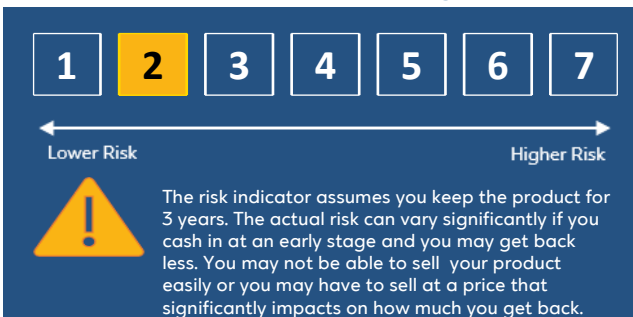 1 2 3 4 5 6 7
Lower Risk Higher Risk
!
The risk indicator assumes you keep the product for
3 years. The actual risk can vary significantly if you
cash in at an early stage and you may get back
less. You may not be able to sell your product
easily or you may have to sell at a price that
significantly impacts on how much you get back.